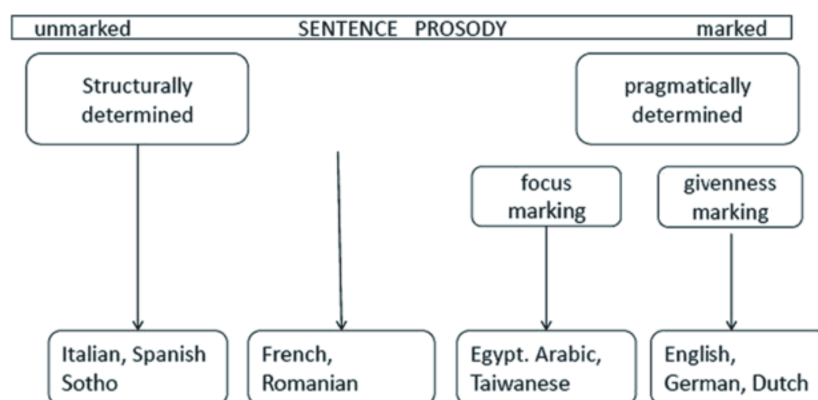 unmarked SENTENCE PROSODY marked
Structurally
determined
pragmatically
determined
focus
marking
givenness
marking
Italian, Spanish
Sotho
French,
Romanian
Egypt. Arabic,
Taiwanese
English,
German, Dutch